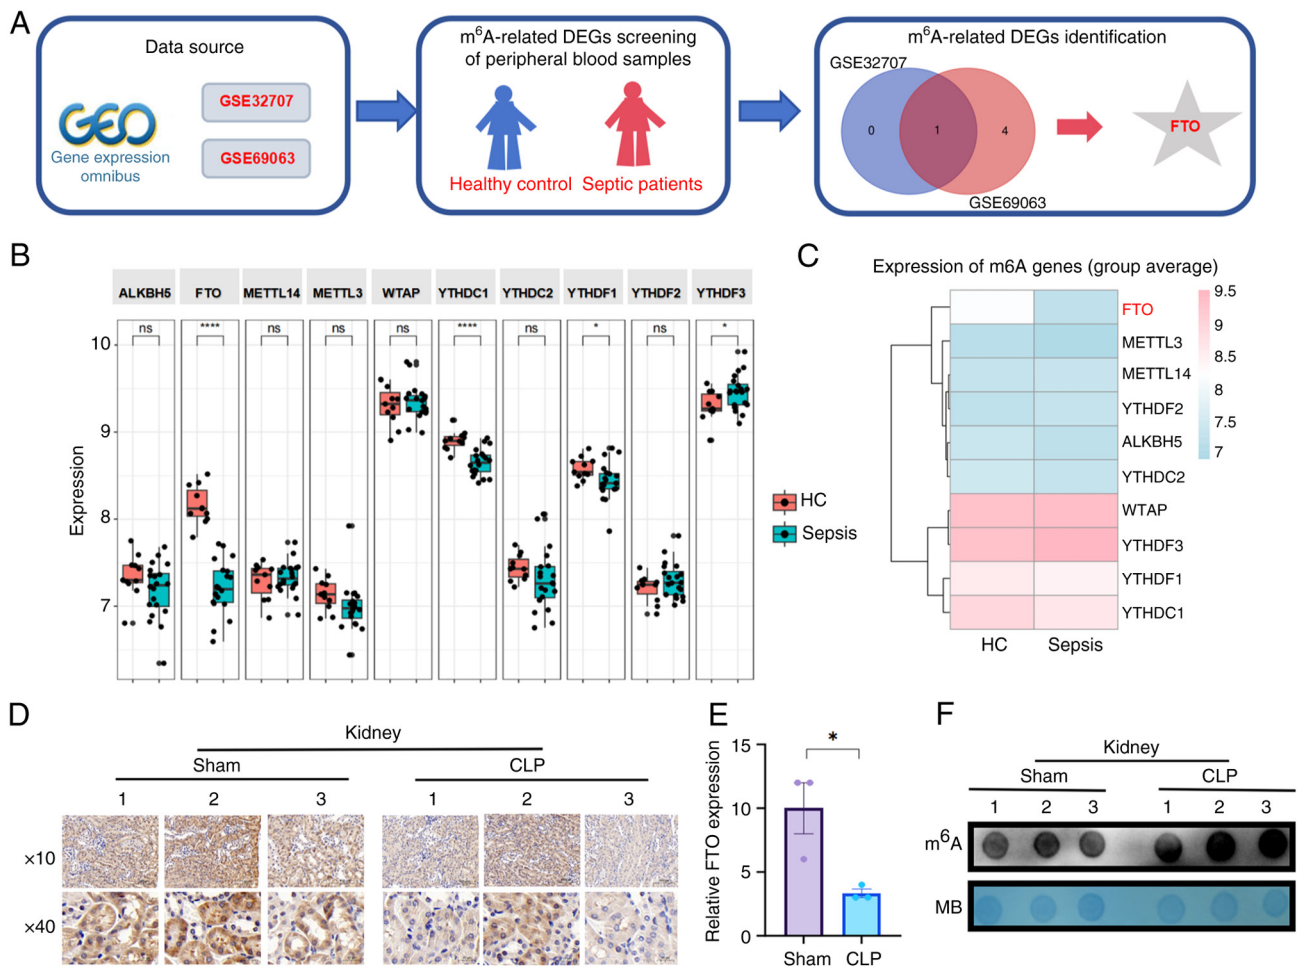 A
Data source
GSE32707
GEO
Gene expression
omnibus
GSE69063
m⁶A-related DEGs screening
of peripheral blood samples
Healthy control Septic patients
m⁶A-related DEGs identification
GSE32707
0 1 4
GSE69063
FTO
B
ALKBH5 FTO METTL14 METTL3 WTAP YTHDC1 YTHDC2 YTHDF1 YTHDF2 YTHDF3
ns **** ns ns ns **** ns * ns *
10
9
8
7
Expression
HC
Sepsis
C
Expression of m6A genes (group average)
FTO
METTL3
METTL14
YTHDF2
ALKBH5
YTHDC2
WTAP
YTHDF3
YTHDF1
YTHDC1
HC Sepsis
9.5
9
8.5
8
7.5
7
D
Kidney
Sham CLP
1 2 3 1 2 3
×10
×40
E
Relative FTO expression
15
10
5
0
*
Sham CLP
F
Kidney
Sham CLP
1 2 3 1 2 3
m⁶A
MB